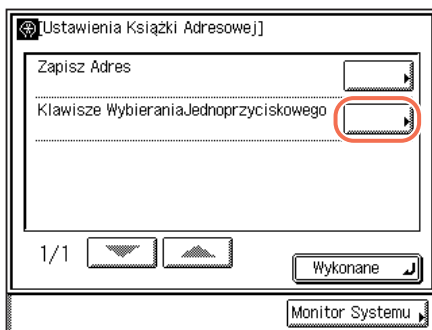 [Ustawienia Książki Adresowej]
Zapisz Adres
Klawisze WybieraniaJednoprzyciskowego
1/1
Wykonane
Monitor Systemu